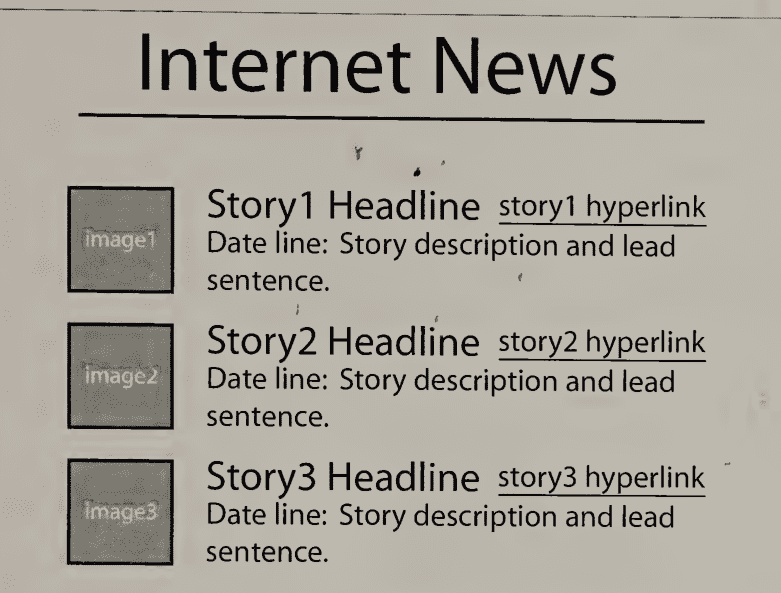 Internet News
image1
Story1 Headline story1 hyperlink
Date line: Story description and lead
sentence.
image2
Story2 Headline story2 hyperlink
Date line: Story description and lead
sentence.
image3
Story3 Headline story3 hyperlink
Date line: Story description and lead
sentence.